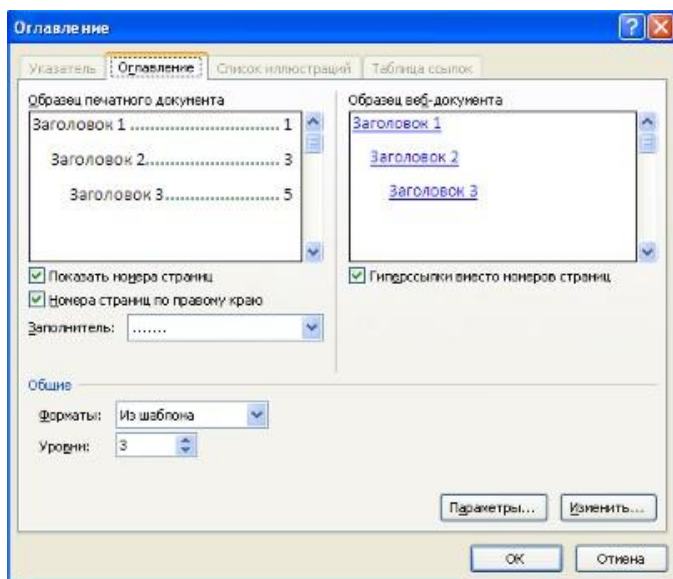 Оглавление
Указатель Оглавление Список иллюстраций Таблица ссылок
Образец печатного документа
Заголовок 1 ................................ 1
Заголовок 2............................ 3
Заголовок 3........................ 5
Образец веб-документа
Заголовок 1
Заголовок 2
Заголовок 3
Показать номера страниц
Номера страниц по правому краю
Заполнитель: .......
Гиперссылки вместо номеров страниц
Общие
Форматы: Из шаблона
Уровни: 3
Параметры... Изменить...
ОК Отмена